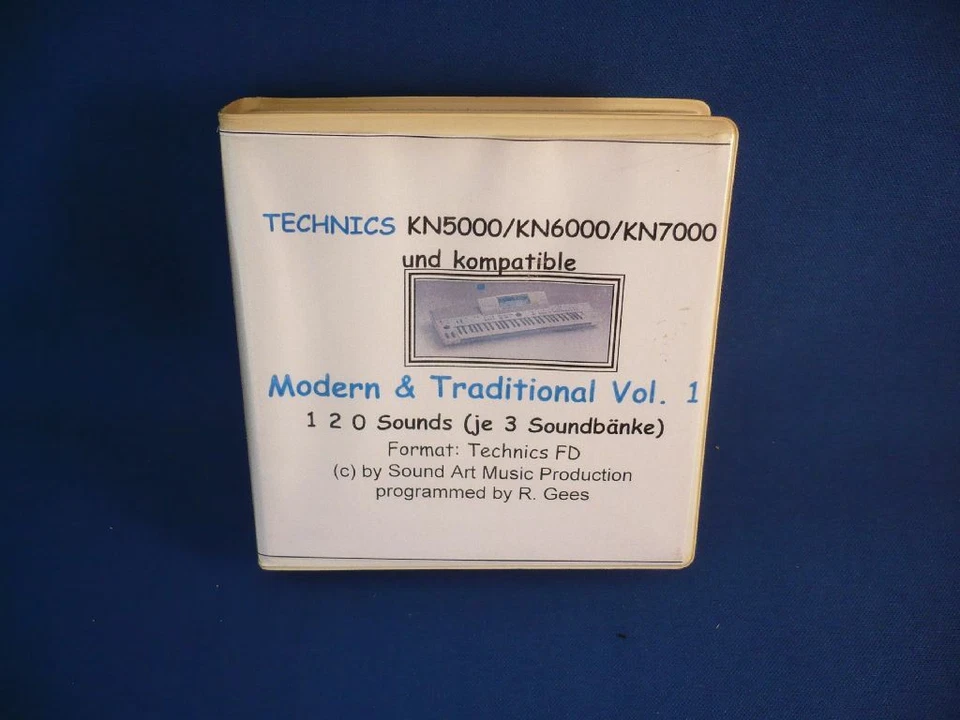 TECHNICS KN5000/KN6000/KN7000
und kompatible
Modern & Traditional Vol. 1
1 2 0 Sounds (je 3 Soundbänke)
Format: Technics FD
(c) by Sound Art Music Production
programmed by R. Gees